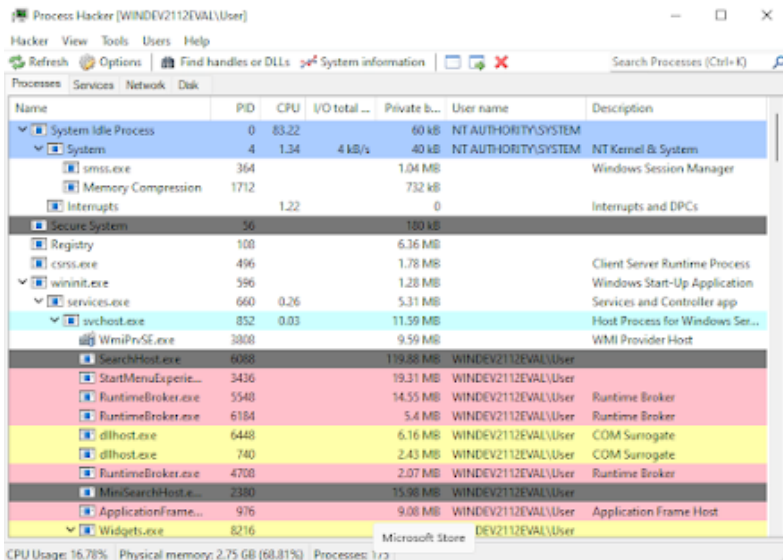 Process Hacker [WINDEV2112EVAL\User]
Hacker View Tools Users Help
Refresh Options Find handles or DLLs System information Search Processes (Ctrl+K)
Processes Services Network Disk
Name PID CPU I/O total ... Private b... User name Description
System Idle Process 0 83.22 60 kB NT AUTHORITY\SYSTEM
System 4 1.34 4 kB/s 40 kB NT AUTHORITY\SYSTEM NT Kernel & System
smss.exe 364 1.04 MB Windows Session Manager
Memory Compression 1712 732 kB
Interrupts 1.22 0 Interrupts and DPCs
Secure System 56 180 kB
Registry 108 6.36 MB
csrss.exe 496 1.78 MB Client Server Runtime Process
wininit.exe 596 1.28 MB Windows Start-Up Application
services.exe 660 0.26 5.31 MB Services and Controller app
svchost.exe 852 0.03 11.59 MB Host Process for Windows Ser...
WmiPrvSE.exe 3808 9.59 MB WMI Provider Host
SearchHost.exe 6088 119.88 MB WINDEV2112EVAL\User
StartMenuExperie... 3436 19.31 MB WINDEV2112EVAL\User
RuntimeBroker.exe 5548 14.55 MB WINDEV2112EVAL\User Runtime Broker
RuntimeBroker.exe 6184 5.4 MB WINDEV2112EVAL\User Runtime Broker
dllhost.exe 6448 6.16 MB WINDEV2112EVAL\User COM Surrogate
dllhost.exe 740 2.43 MB WINDEV2112EVAL\User COM Surrogate
RuntimeBroker.exe 4708 2.07 MB WINDEV2112EVAL\User Runtime Broker
MiniSearchHost.e... 2380 15.98 MB WINDEV2112EVAL\User
ApplicationFrame... 976 9.08 MB WINDEV2112EVAL\User Application Frame Host
Widgets.exe 8216 DEV2112EVAL\User
Microsoft Store
CPU Usage: 16.78% Physical memory: 2.75 GB (68.81%) Processes: 175